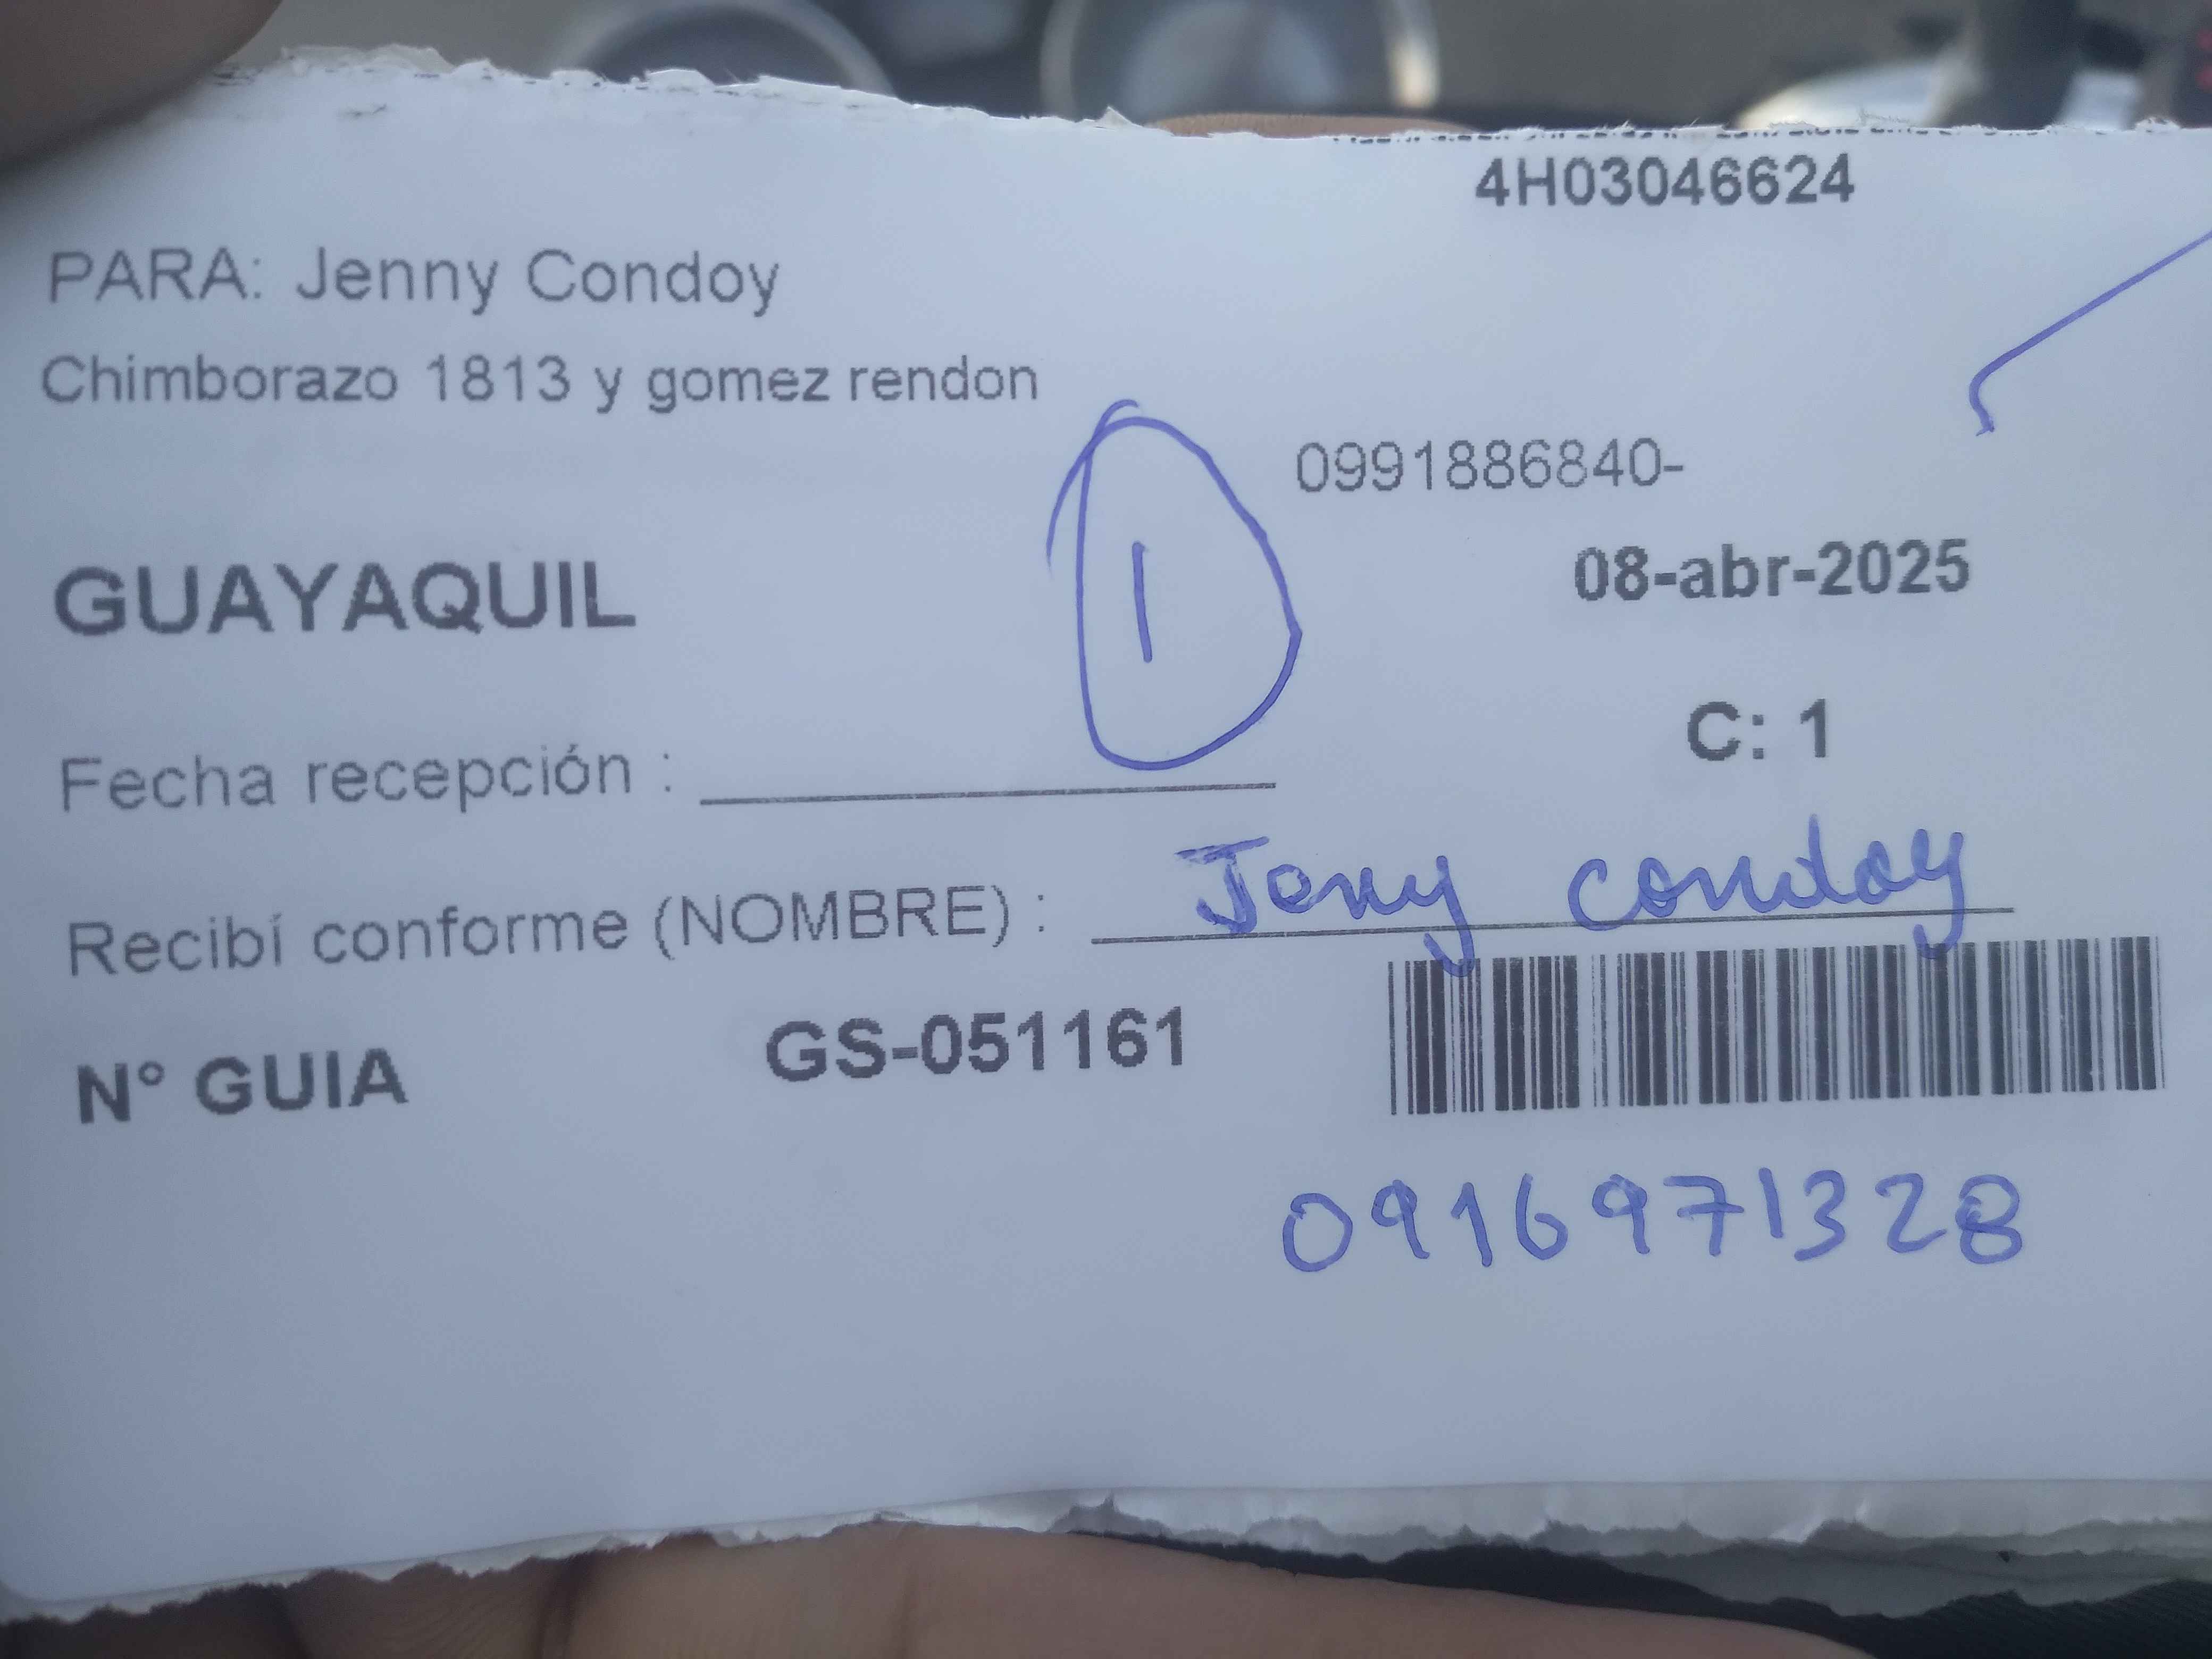 4H03046624
PARA: Jenny Condoy
Chimborazo 1813 y gomez rendon
0991886840-
GUAYAQUIL
1
08-abr-2025
C: 1
Fecha recepción :
Recibí conforme (NOMBRE) : Jeny condoy
N° GUIA GS-051161
0916971328